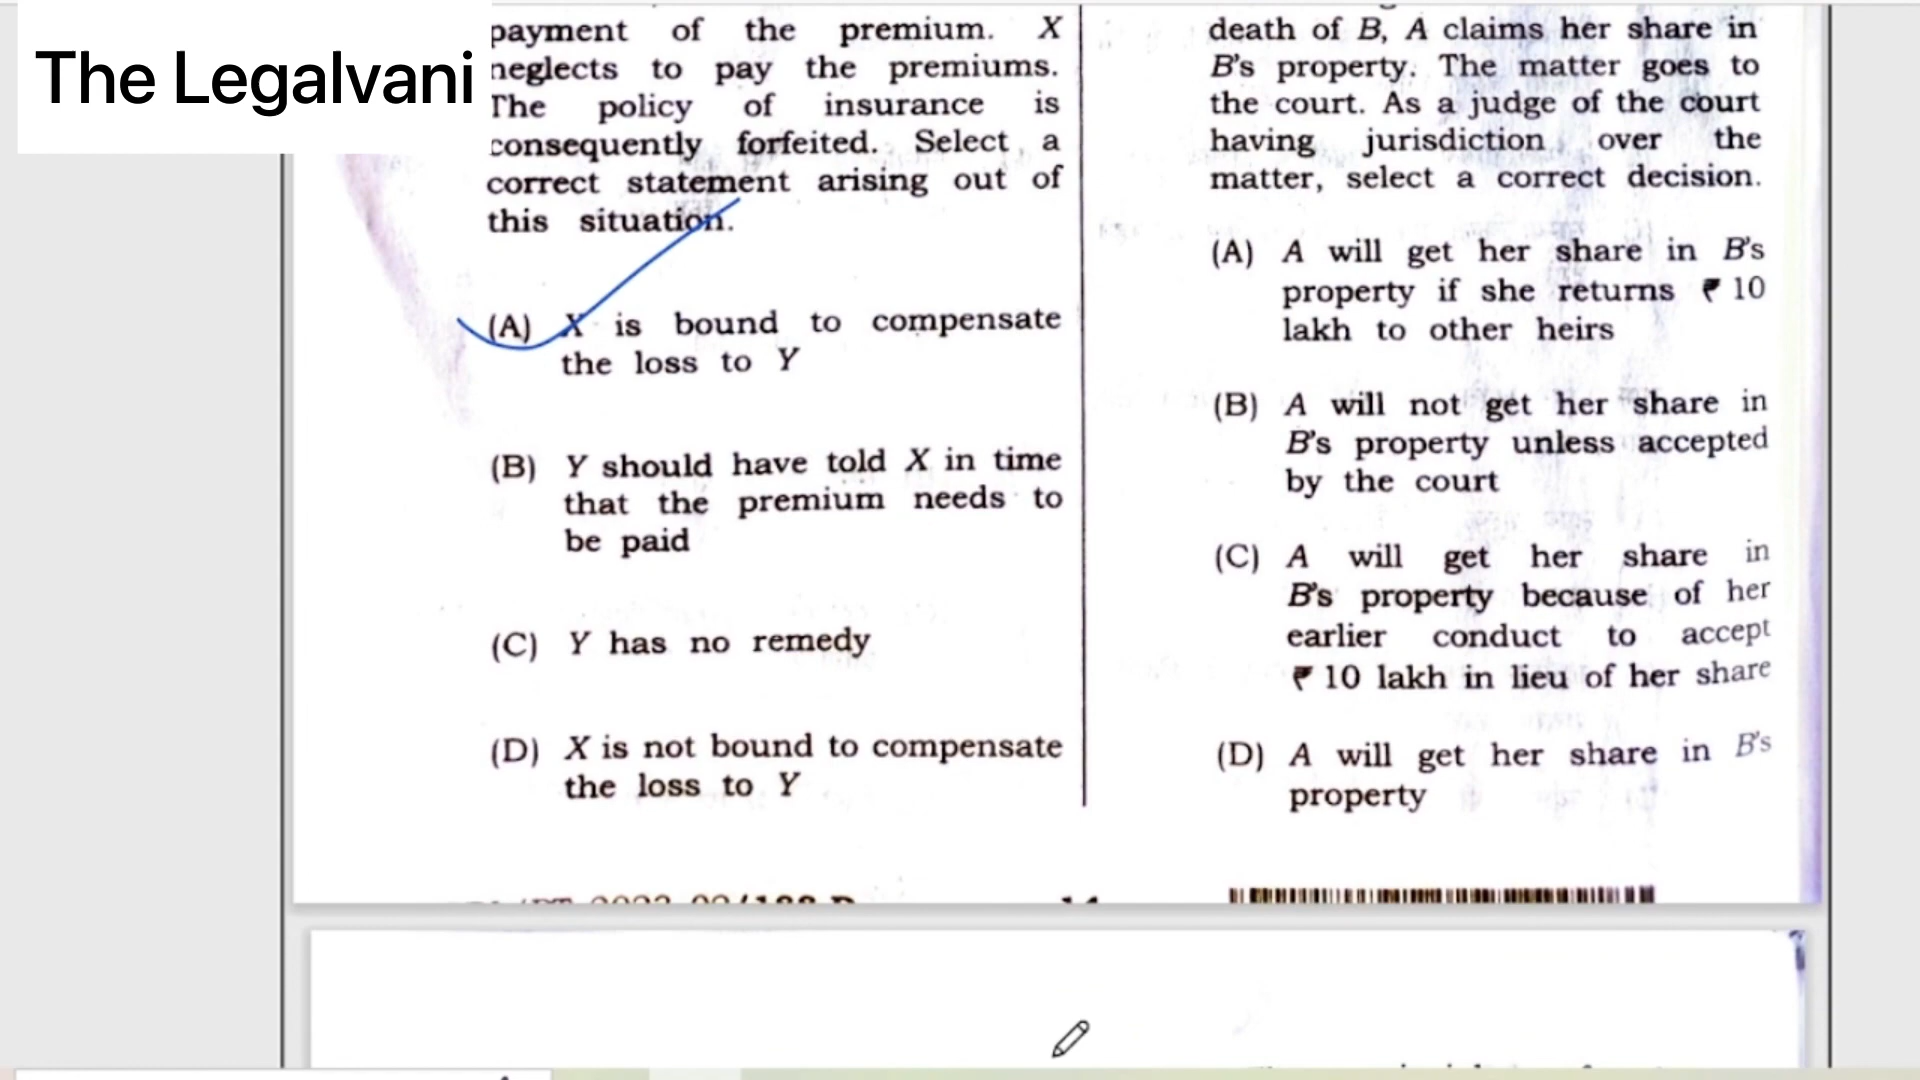 The Legalvani
payment of the premium. X
neglects to pay the premiums.
The policy of insurance is
consequently forfeited. Select a
correct statement arising out of
this situation.
(A) X is bound to compensate
the loss to Y
(B) Y should have told X in time
that the premium needs to
be paid
(C) Y has no remedy
(D) X is not bound to compensate
the loss to Y
death of B, A claims her share in
B's property. The matter goes to
the court. As a judge of the court
having jurisdiction over the
matter, select a correct decision.
(A) A will get her share in B's
property if she returns ₹ 10
lakh to other heirs
(B) A will not get her share in
B's property unless accepted
by the court
(C) A will get her share in
B's property because of her
earlier conduct to accept
₹ 10 lakh in lieu of her share
(D) A will get her share in B's
property